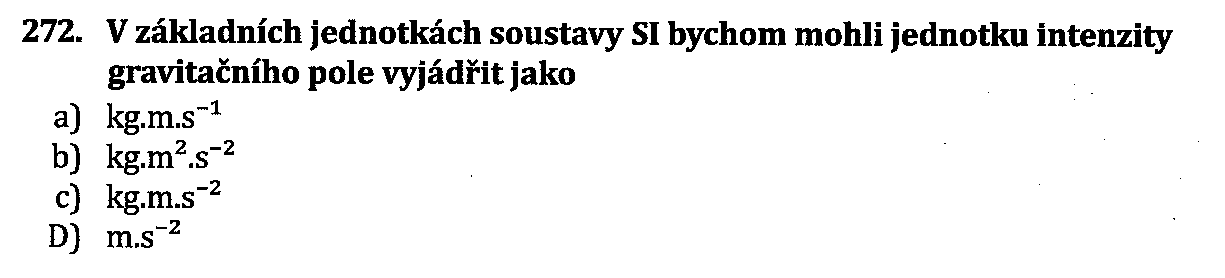 272. V základních jednotkách soustavy SI bychom mohli jednotku intenzity
gravitačního pole vyjádřit jako
a) kg.m.s⁻¹
b) kg.m².s⁻²
c) kg.m.s⁻²
D) m.s⁻²